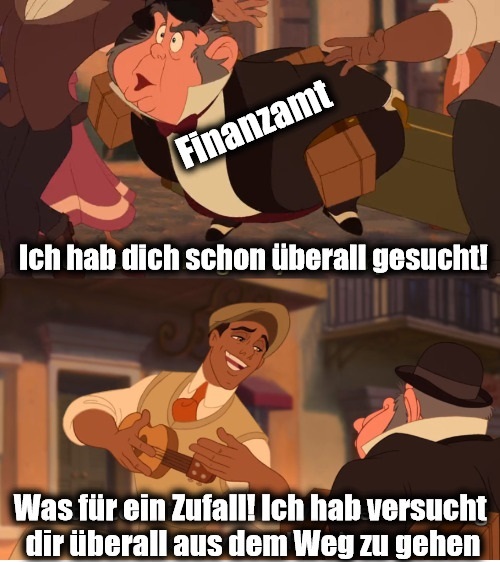 Finanzamt
Ich hab dich schon überall gesucht!
Was für ein Zufall! Ich hab versucht
dir überall aus dem Weg zu gehen